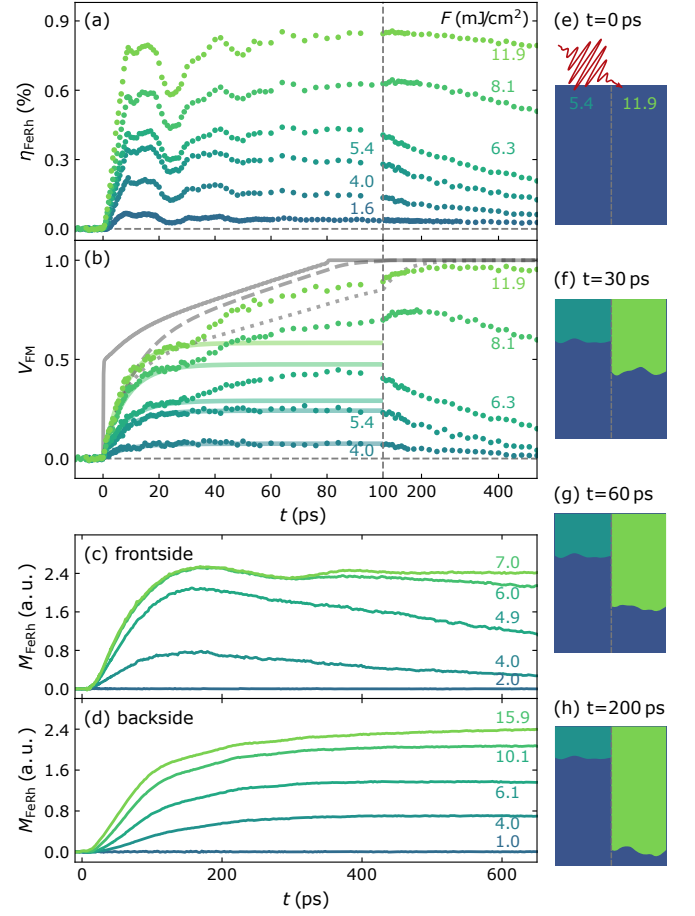 (a)
F (mJ/cm²)
0.9
0.6
0.3
0.0
η_FeRh (%)
11.9
8.1
6.3
5.4
4.0
1.6
(b)
1.0
0.5
0.0
V_FM
11.9
8.1
6.3
5.4
4.0
0 20 40 60 80 100 200 400
t (ps)
(c) frontside
2.4
1.6
0.8
0.0
M_FeRh (a. u.)
7.0
6.0
4.9
4.0
2.0
(d) backside
2.4
1.6
0.8
0.0
M_FeRh (a. u.)
15.9
10.1
6.1
4.0
1.0
0 200 400 600
t (ps)
(e) t=0 ps
5.4 11.9
(f) t=30 ps
(g) t=60 ps
(h) t=200 ps